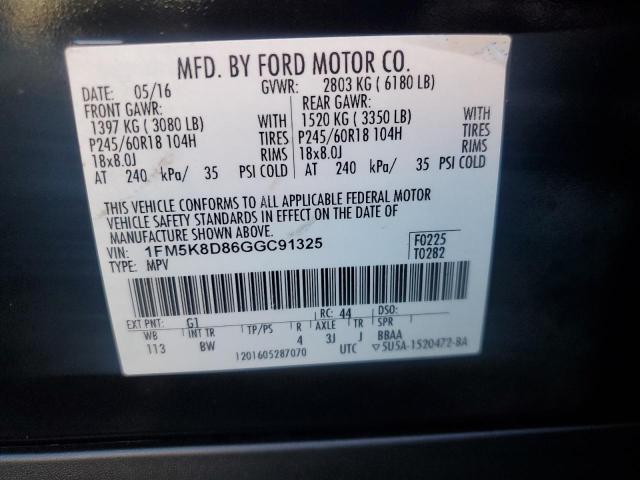 MFD. BY FORD MOTOR CO.
DATE: 05/16 GVWR: 2803 KG ( 6180 LB)
FRONT GAWR: REAR GAWR:
1397 KG ( 3080 LB) WITH 1520 KG ( 3350 LB) WITH
P245/60R18 104H TIRES P245/60R18 104H TIRES
18x8.0J RIMS 18x8.0J RIMS
AT 240 kPa/ 35 PSI COLD AT 240 kPa/ 35 PSI COLD
THIS VEHICLE CONFORMS TO ALL APPLICABLE FEDERAL MOTOR
VEHICLE SAFETY STANDARDS IN EFFECT ON THE DATE OF
MANUFACTURE SHOWN ABOVE.
VIN: 1FM5K8D86GGC91325 F0225
TYPE: MPV T0282
EXT PNT: G1 RC: 44 DSO:
WB INT TR TP/PS R AXLE TR SPR
113 BW 4 3J J BBAA
1201605287070 UTC ▽5U5A-1520472-BA